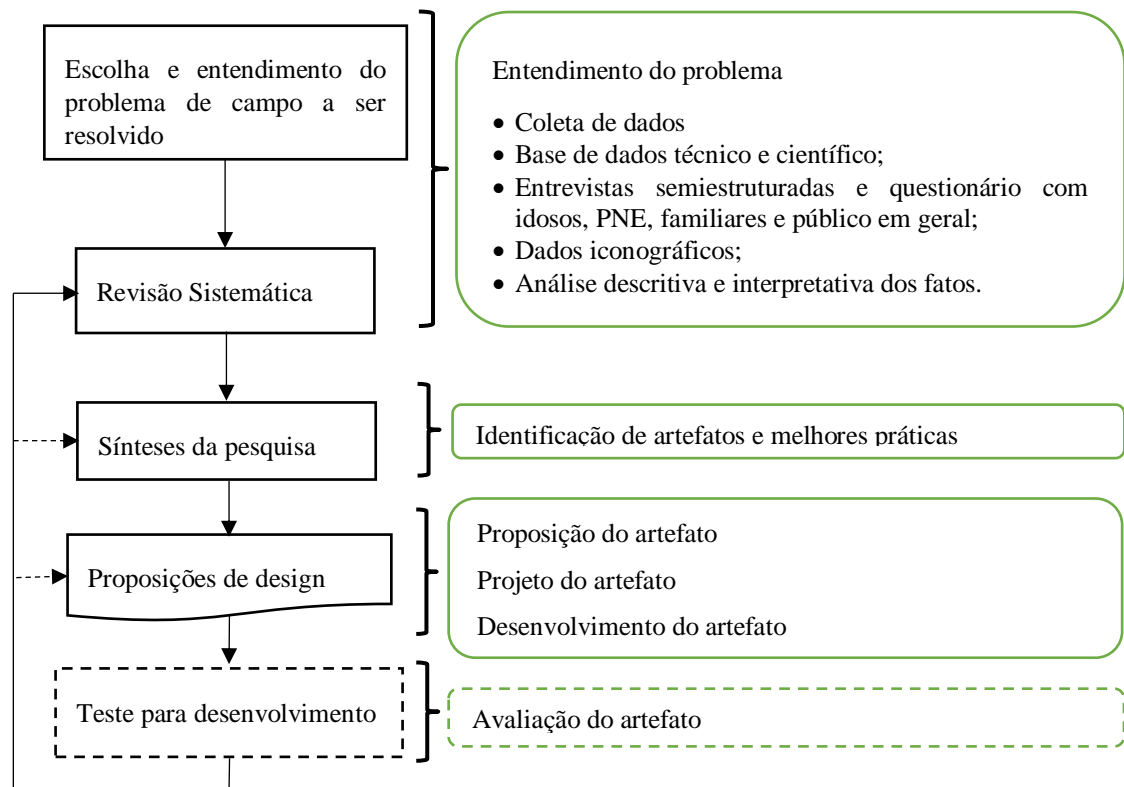 Escolha e entendimento do
problema de campo a ser
resolvido
Entendimento do problema
• Coleta de dados
• Base de dados técnico e científico;
• Entrevistas semiestruturadas e questionário com
idosos, PNE, familiares e público em geral;
• Dados iconográficos;
• Análise descritiva e interpretativa dos fatos.
Revisão Sistemática
Sínteses da pesquisa
Identificação de artefatos e melhores práticas
Proposições de design
Proposição do artefato
Projeto do artefato
Desenvolvimento do artefato
Teste para desenvolvimento
Avaliação do artefato